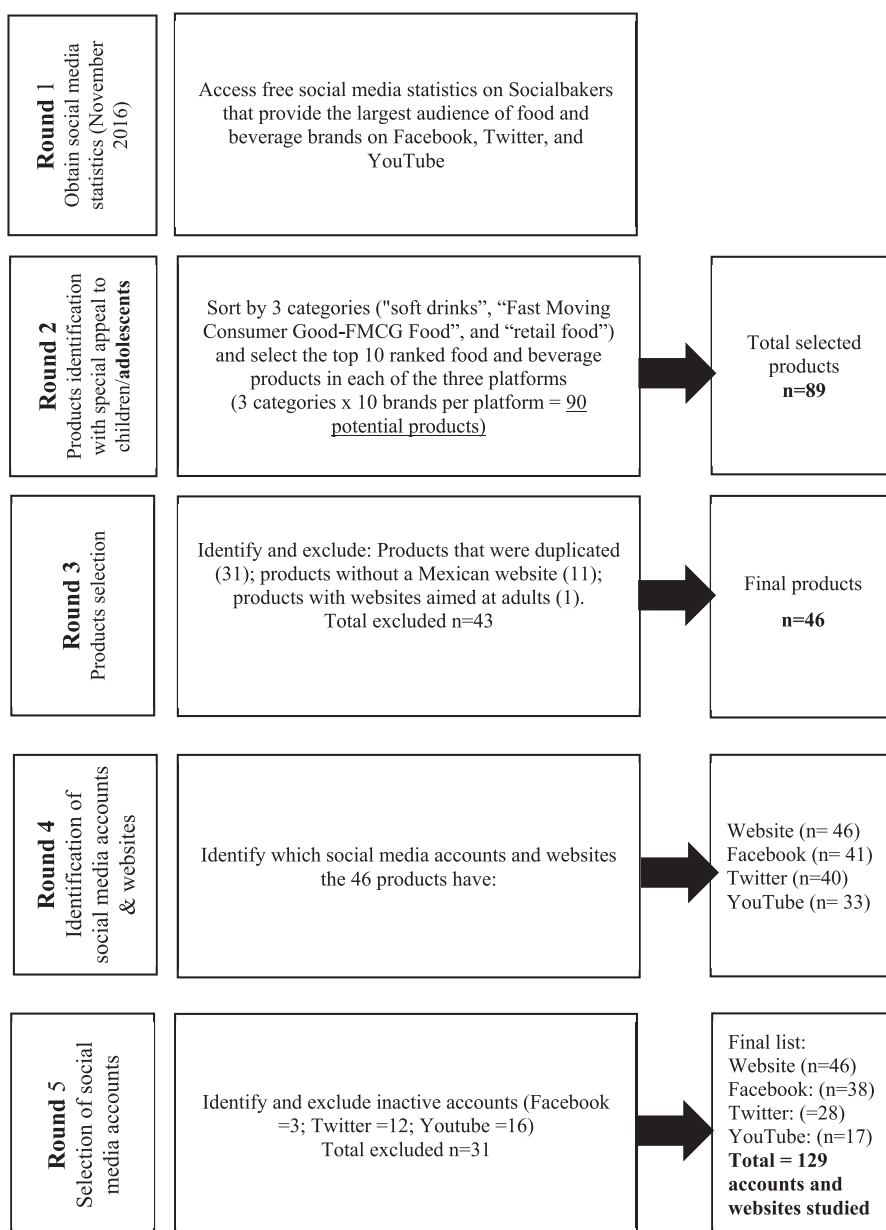 Round 1
Obtain social media
statistics (November
2016)
Access free social media statistics on Socialbakers
that provide the largest audience of food and
beverage brands on Facebook, Twitter, and
YouTube
Round 2
Products identification
with special appeal to
children/adolescents
Sort by 3 categories ("soft drinks”, “Fast Moving
Consumer Good-FMCG Food”, and “retail food”)
and select the top 10 ranked food and beverage
products in each of the three platforms
(3 categories x 10 brands per platform = 90
potential products)
Total selected
products
n=89
Round 3
Products selection
Identify and exclude: Products that were duplicated
(31); products without a Mexican website (11);
products with websites aimed at adults (1).
Total excluded n=43
Final products
n=46
Round 4
Identification of
social media accounts
& websites
Identify which social media accounts and websites
the 46 products have:
Website (n= 46)
Facebook (n= 41)
Twitter (n=40)
YouTube (n= 33)
Round 5
Selection of social
media accounts
Identify and exclude inactive accounts (Facebook
=3; Twitter =12; Youtube =16)
Total excluded n=31
Final list:
Website (n=46)
Facebook: (n=38)
Twitter: (=28)
YouTube: (n=17)
Total = 129
accounts and
websites studied